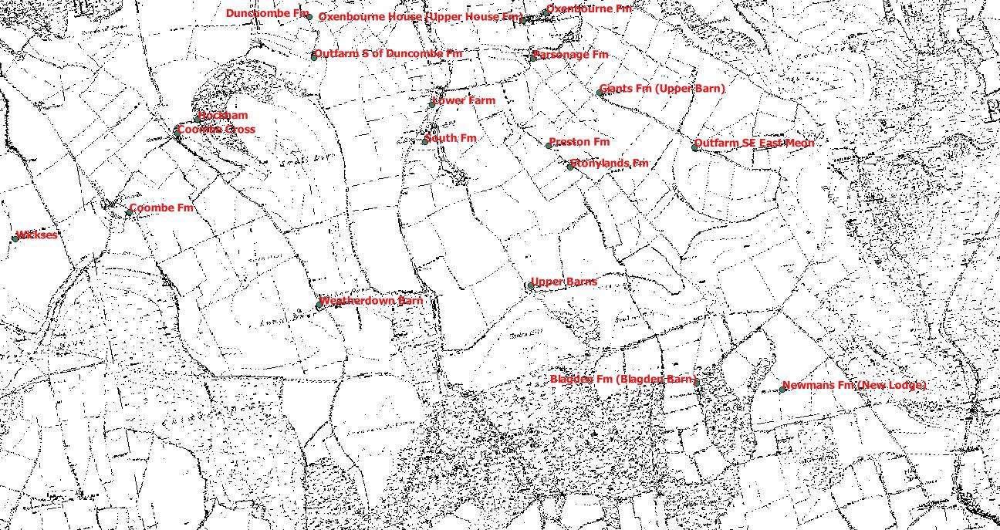 Oxenbourne Fm
Duncoombe Fm
Oxenbourne House (Upper House Fm)
Outfarm S of Duncombe Fm
Parsonage Fm
Giants Fm (Upper Barn)
Lower Farm
Hockham
Coombe Cross
South Fm
Preston Fm
Outfarm SE East Meon
Stonylands Fm
Coombe Fm
Wickses
Upper Barns
Weatherdown Barn
Blagden Fm (Blagden Barn)
Newmans Fm (New Lodge)